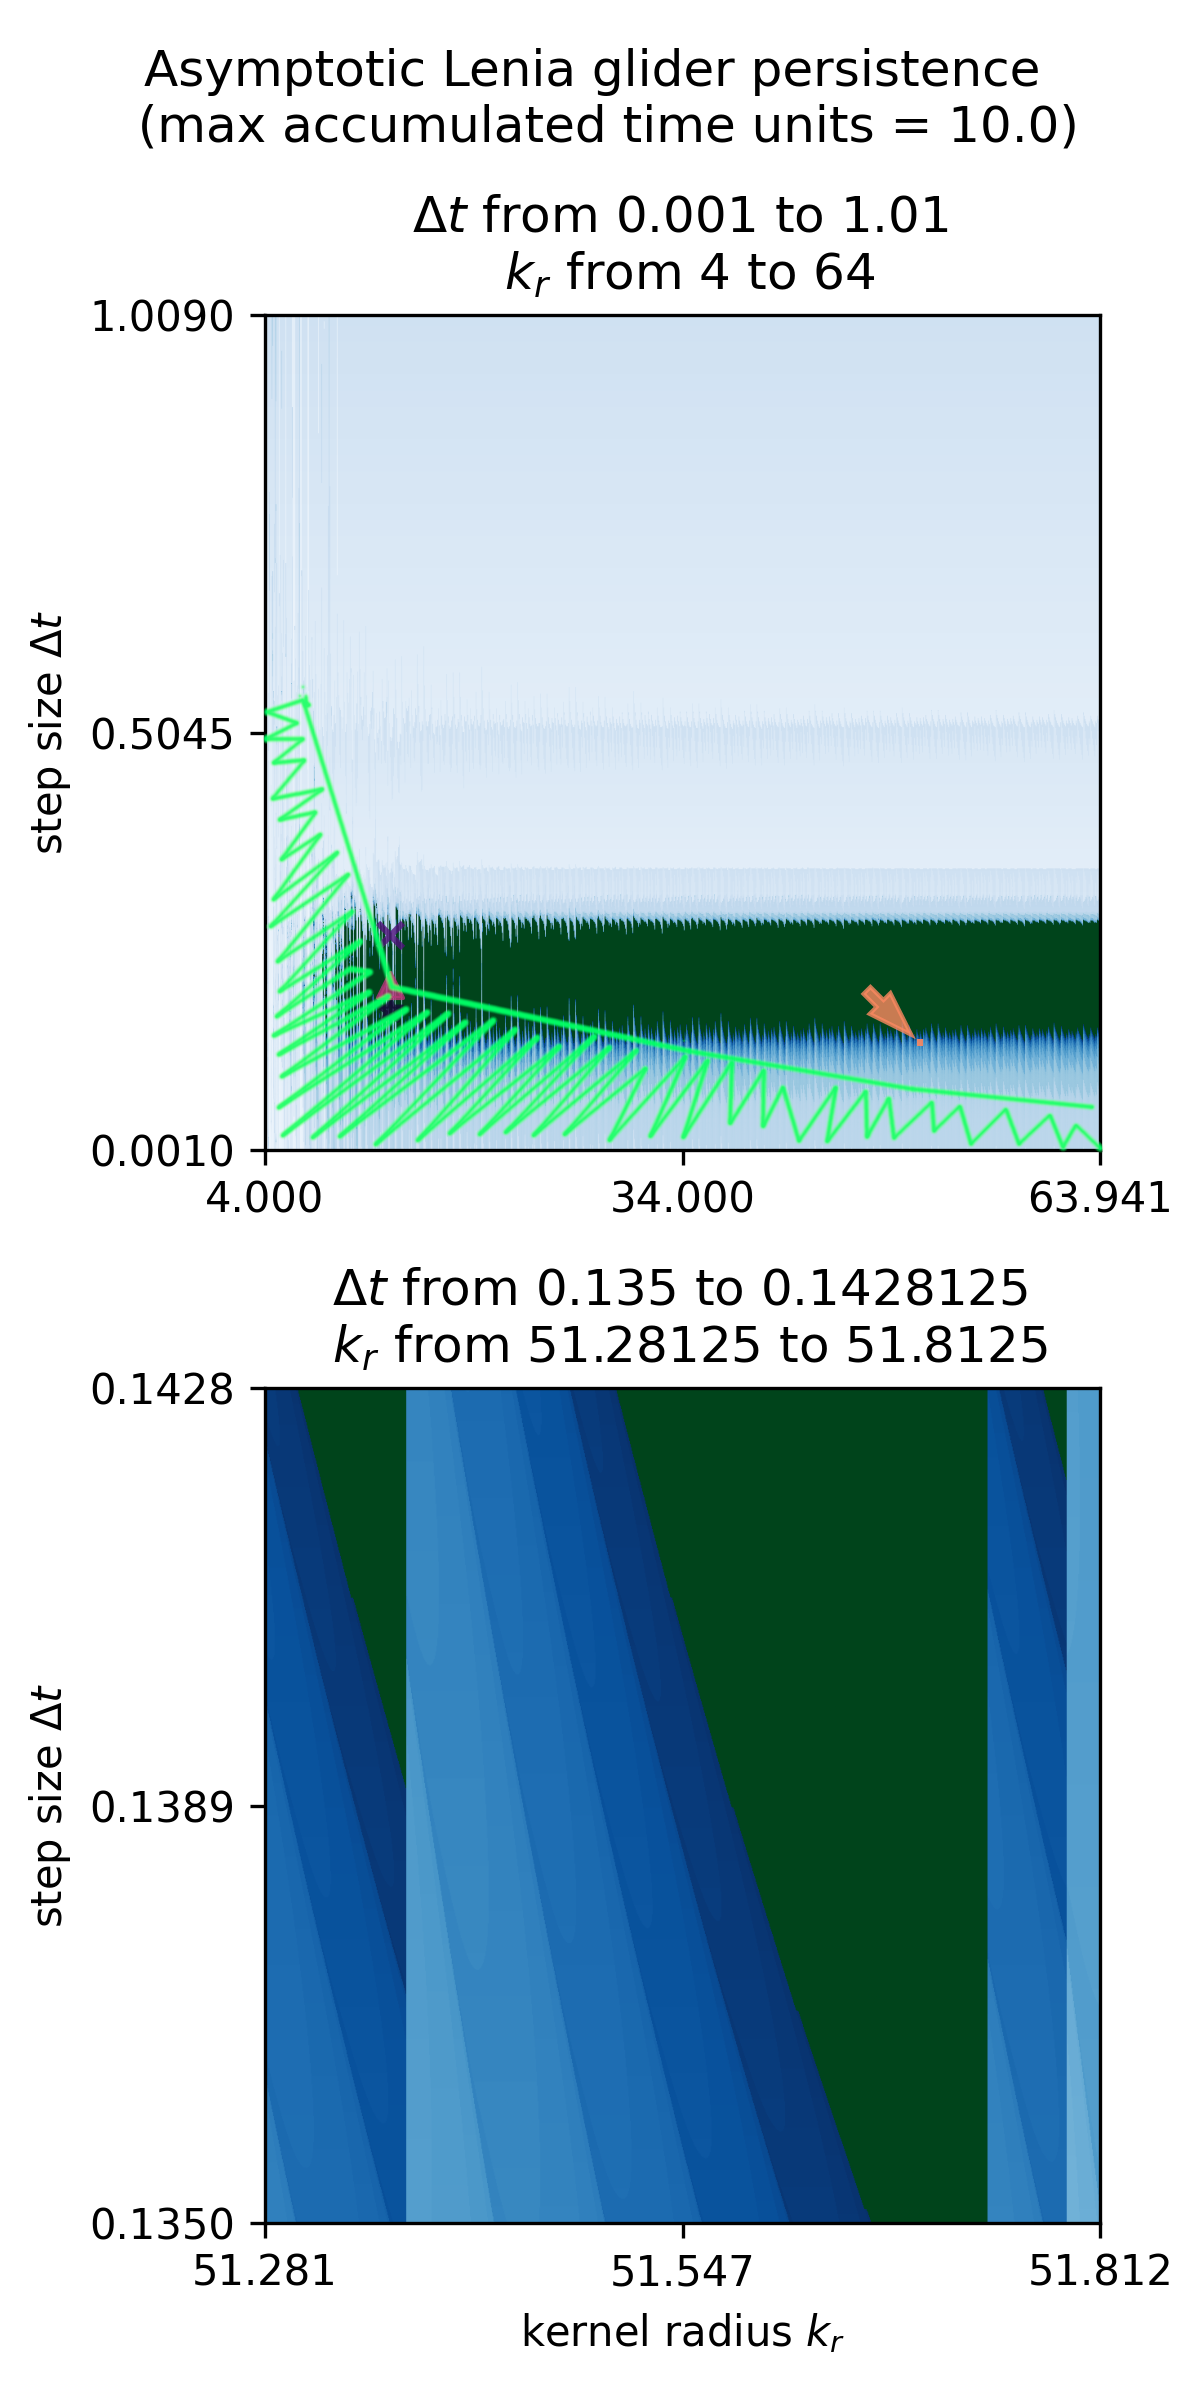 Asymptotic Lenia glider persistence
(max accumulated time units = 10.0)
Δt from 0.001 to 1.01
k_r from 4 to 64
1.0090
0.5045
0.0010
step size Δt
4.000
34.000
63.941
Δt from 0.135 to 0.1428125
k_r from 51.28125 to 51.8125
0.1428
0.1389
0.1350
step size Δt
51.281
51.547
51.812
kernel radius k_r